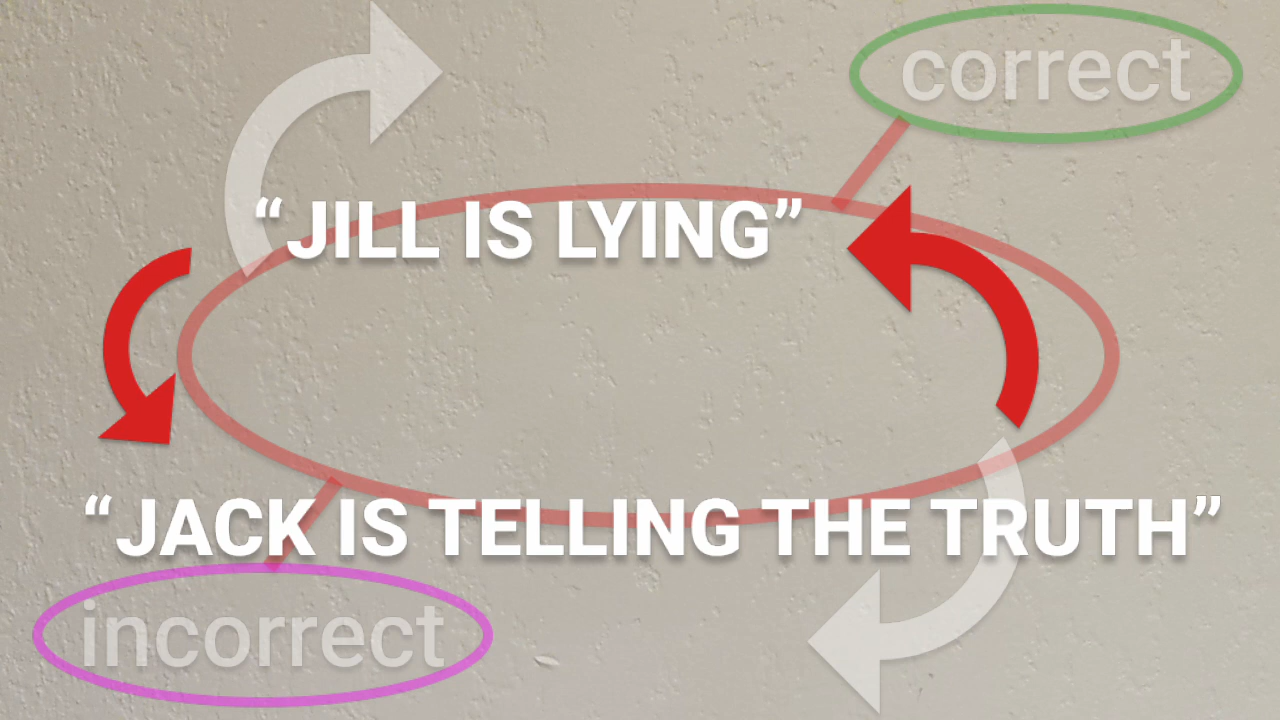 correct
“JILL IS LYING”
“JACK IS TELLING THE TRUTH”
incorrect